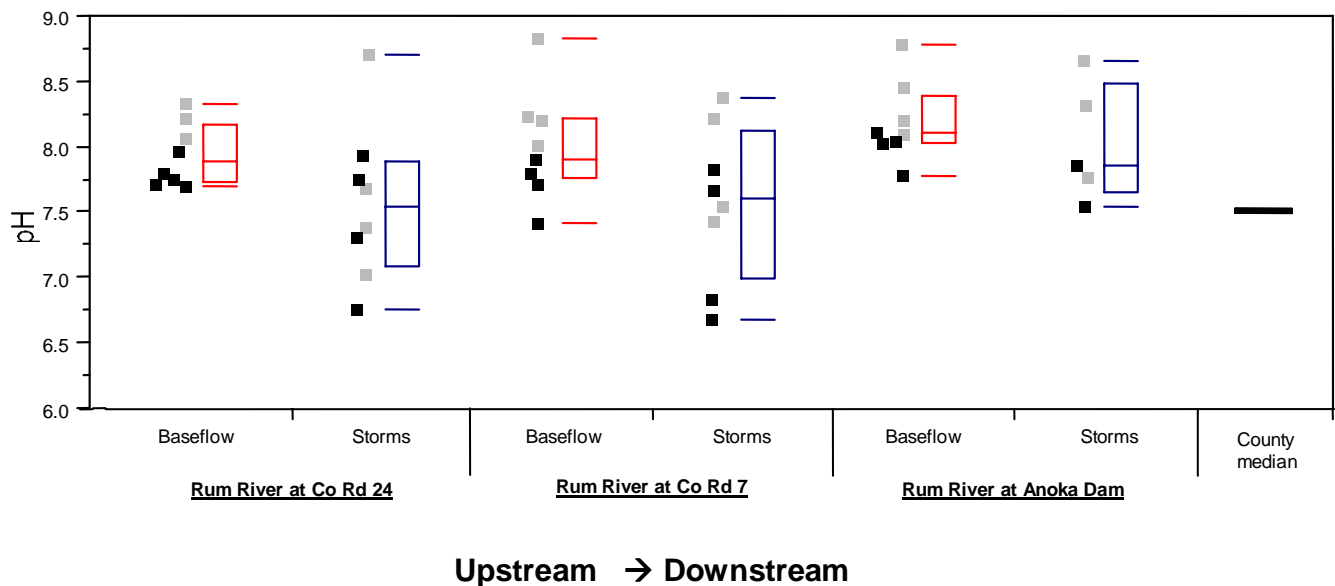 9.0
8.5
8.0
7.5
7.0
6.5
6.0
pH
Baseflow Storms Baseflow Storms Baseflow Storms County
median
Rum River at Co Rd 24 Rum River at Co Rd 7 Rum River at Anoka Dam
Upstream → Downstream